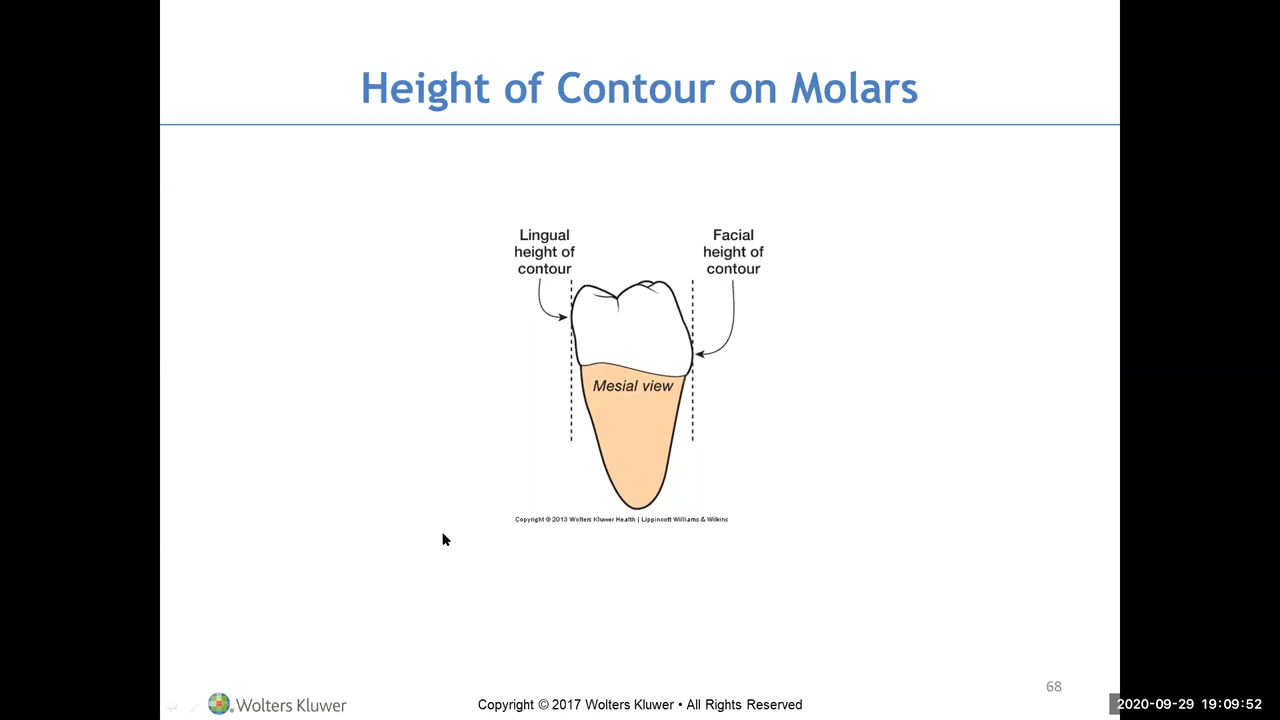 Height of Contour on Molars
Lingual
height of
contour
Facial
height of
contour
Mesial view
Copyright © 2013 Wolters Kluwer Health | Lippincott Williams & Wilkins
68
Wolters Kluwer
Copyright © 2017 Wolters Kluwer • All Rights Reserved
2020-09-29 19:09:52